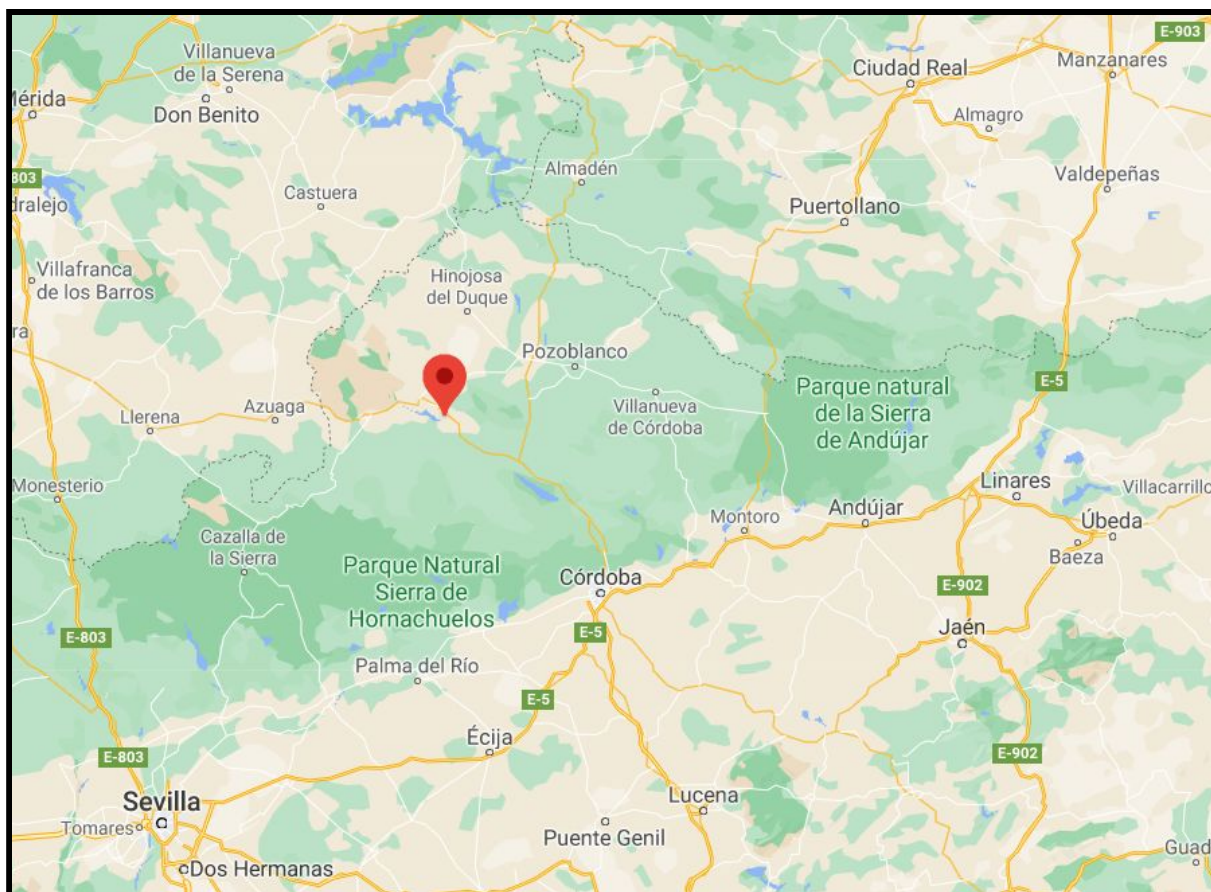 E-903
Villanueva
de la Serena
Don Benito
Mérida
Ciudad Real
Manzanares
Almagro
Almadén
Castuera
803
dralejo
Valdepeñas
Puertollano
Villafranca
de los Barros
Hinojosa
del Duque
ra
Pozoblanco
E-5
Parque natural
de la Sierra
de Andújar
Villanueva
de Córdoba
Llerena
Azuaga
Monesterio
Linares
Villacarrillo
Andújar
Montoro
Úbeda
Baeza
Cazalla de
la Sierra
Parque Natural
Sierra de
Hornachuelos
Córdoba
E-902
E-803
E-5
Jaén
Palma del Río
E-5
Écija
E-803
E-902
Sevilla
Tomares
Lucena
Puente Genil
Dos Hermanas
Guad